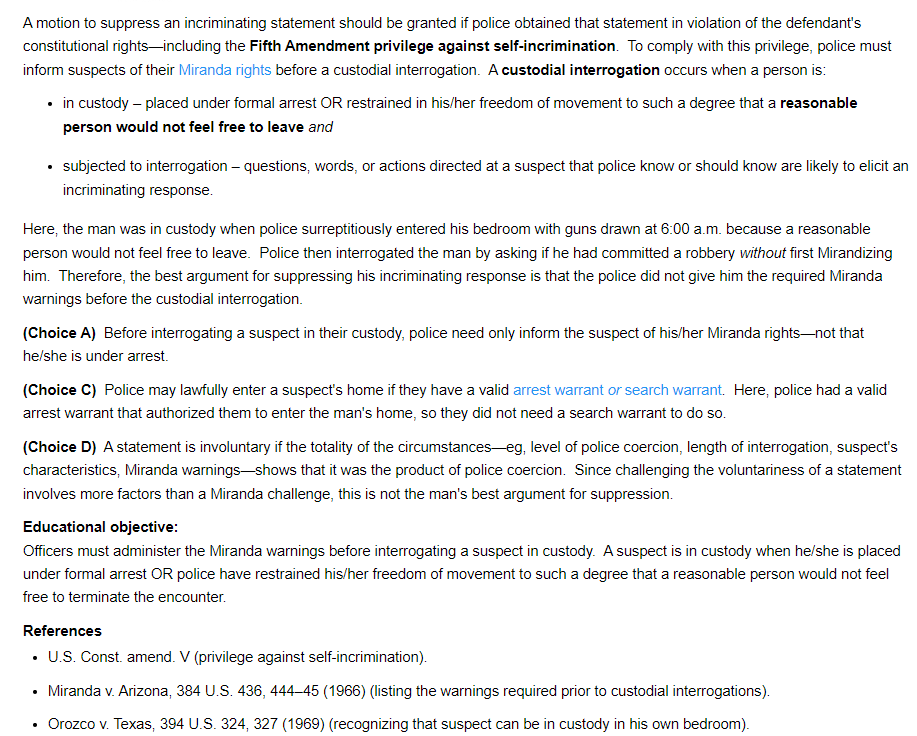 A motion to suppress an incriminating statement should be granted if police obtained that statement in violation of the defendant's
constitutional rights—including the Fifth Amendment privilege against self-incrimination. To comply with this privilege, police must
inform suspects of their Miranda rights before a custodial interrogation. A custodial interrogation occurs when a person is:
• in custody – placed under formal arrest OR restrained in his/her freedom of movement to such a degree that a reasonable
person would not feel free to leave and
• subjected to interrogation – questions, words, or actions directed at a suspect that police know or should know are likely to elicit an
incriminating response.
Here, the man was in custody when police surreptitiously entered his bedroom with guns drawn at 6:00 a.m. because a reasonable
person would not feel free to leave. Police then interrogated the man by asking if he had committed a robbery without first Mirandizing
him. Therefore, the best argument for suppressing his incriminating response is that the police did not give him the required Miranda
warnings before the custodial interrogation.
(Choice A) Before interrogating a suspect in their custody, police need only inform the suspect of his/her Miranda rights—not that
he/she is under arrest.
(Choice C) Police may lawfully enter a suspect's home if they have a valid arrest warrant or search warrant. Here, police had a valid
arrest warrant that authorized them to enter the man's home, so they did not need a search warrant to do so.
(Choice D) A statement is involuntary if the totality of the circumstances—eg, level of police coercion, length of interrogation, suspect's
characteristics, Miranda warnings—shows that it was the product of police coercion. Since challenging the voluntariness of a statement
involves more factors than a Miranda challenge, this is not the man's best argument for suppression.
Educational objective:
Officers must administer the Miranda warnings before interrogating a suspect in custody. A suspect is in custody when he/she is placed
under formal arrest OR police have restrained his/her freedom of movement to such a degree that a reasonable person would not feel
free to terminate the encounter.
References
• U.S. Const. amend. V (privilege against self-incrimination).
• Miranda v. Arizona, 384 U.S. 436, 444–45 (1966) (listing the warnings required prior to custodial interrogations).
• Orozco v. Texas, 394 U.S. 324, 327 (1969) (recognizing that suspect can be in custody in his own bedroom).